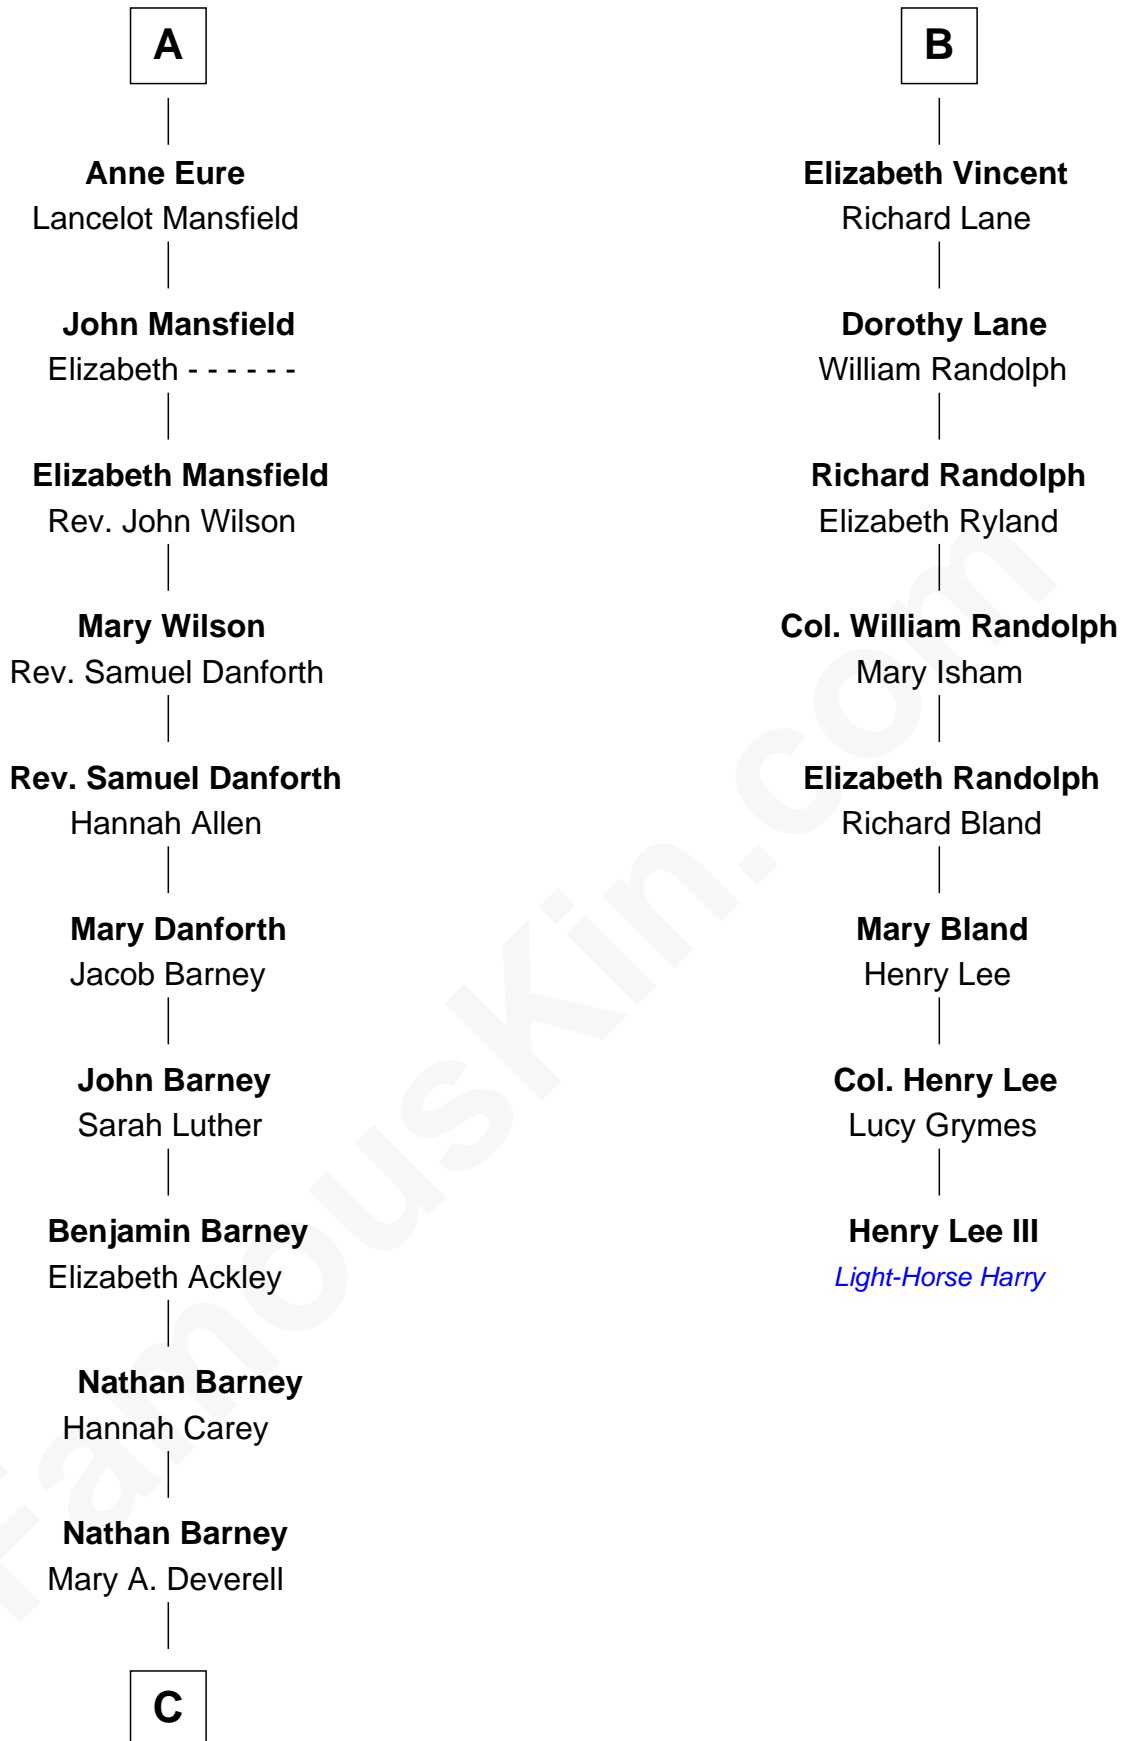 A
Anne Eure
Lancelot Mansfield
John Mansfield
Elizabeth - - - - - -
Elizabeth Mansfield
Rev. John Wilson
Mary Wilson
Rev. Samuel Danforth
Rev. Samuel Danforth
Hannah Allen
Mary Danforth
Jacob Barney
John Barney
Sarah Luther
Benjamin Barney
Elizabeth Ackley
Nathan Barney
Hannah Carey
Nathan Barney
Mary A. Deverell
C
B
Elizabeth Vincent
Richard Lane
Dorothy Lane
William Randolph
Richard Randolph
Elizabeth Ryland
Col. William Randolph
Mary Isham
Elizabeth Randolph
Richard Bland
Mary Bland
Henry Lee
Col. Henry Lee
Lucy Grymes
Henry Lee III
Light-Horse Harry
FamousKin.com